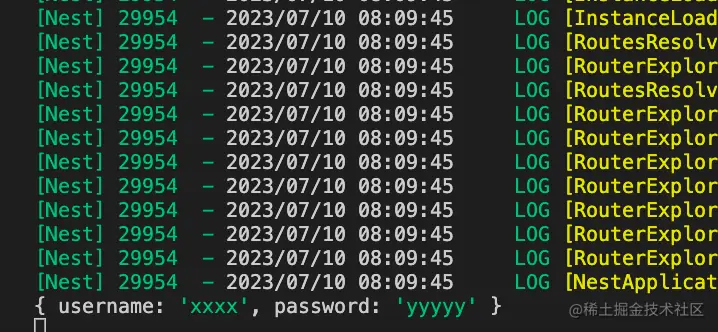 [Nest] 29954 - 2023/07/10 08:09:45 LOG [InstanceLoad
[Nest] 29954 - 2023/07/10 08:09:45 LOG [RoutesResolv
[Nest] 29954 - 2023/07/10 08:09:45 LOG [RouterExplor
[Nest] 29954 - 2023/07/10 08:09:45 LOG [RoutesResolv
[Nest] 29954 - 2023/07/10 08:09:45 LOG [RouterExplor
[Nest] 29954 - 2023/07/10 08:09:45 LOG [RouterExplor
[Nest] 29954 - 2023/07/10 08:09:45 LOG [RouterExplor
[Nest] 29954 - 2023/07/10 08:09:45 LOG [RouterExplor
[Nest] 29954 - 2023/07/10 08:09:45 LOG [RouterExplor
[Nest] 29954 - 2023/07/10 08:09:45 LOG [RouterExplor
[Nest] 29954 - 2023/07/10 08:09:45 LOG [RouterExplor
[Nest] 29954 - 2023/07/10 08:09:45 LOG [NestApplicat
{ username: 'xxxx', password: 'yyyyy' }
@稀土掘金技术社区